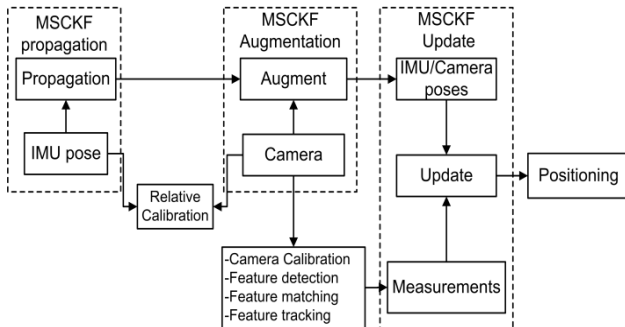 MSCKF
propagation
Propagation
IMU pose
Relative
Calibration
MSCKF
Augmentation
Augment
Camera
-Camera Calibration
-Feature detection
-Feature matching
-Feature tracking
MSCKF
Update
IMU/Camera
poses
Update
Measurements
Positioning